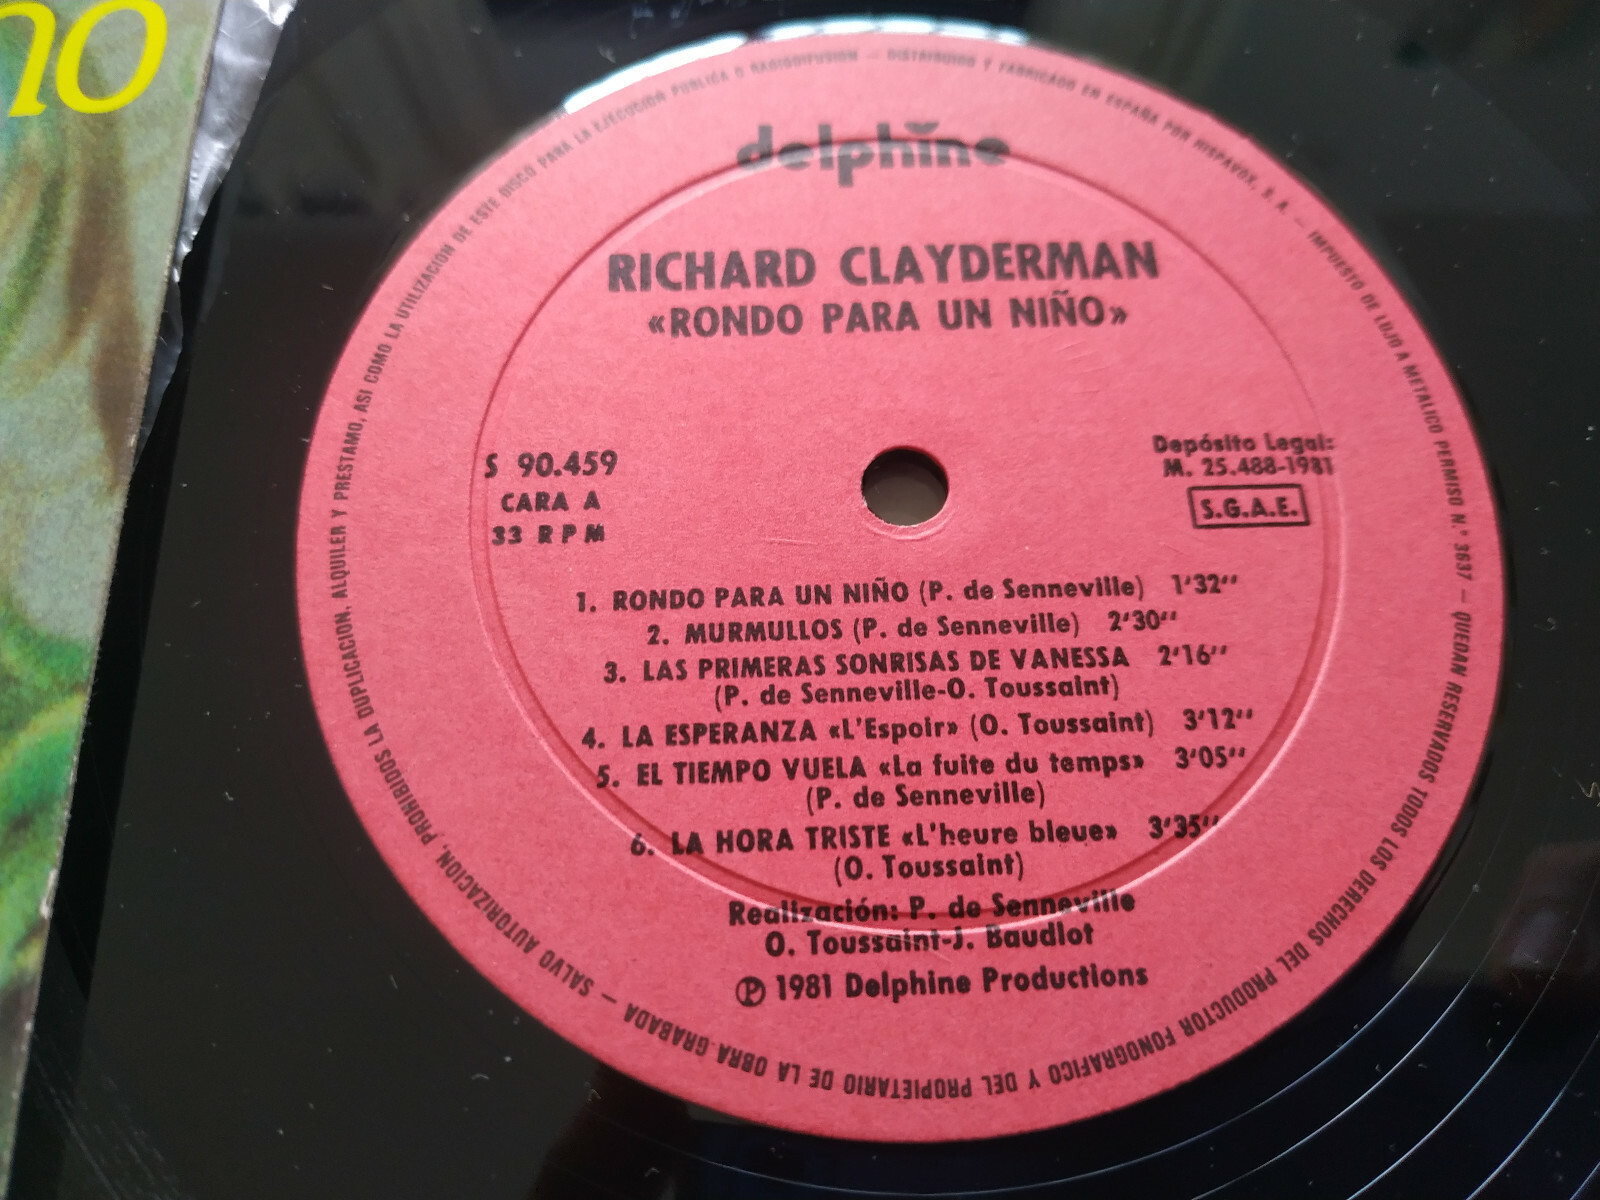 no
delphine
RICHARD CLAYDERMAN
«RONDO PARA UN NIÑO»
S 90.459
CARA A
33 RPM
Depósito Legal:
M. 25.488-1981
S.G.A.E.
1. RONDO PARA UN NIÑO (P. de Senneville) 1'32''
2. MURMULLOS (P. de Senneville) 2'30''
3. LAS PRIMERAS SONRISAS DE VANESSA 2'16''
(P. de Senneville-O. Toussaint)
4. LA ESPERANZA «L'Espoir» (O. Toussaint) 3'12''
5. EL TIEMPO VUELA «La fuite du temps» 3'05''
(P. de Senneville)
6. LA HORA TRISTE «L'heure bleue» 3'35''
(O. Toussaint)
Realización: P. de Senneville
O. Toussaint-J. Baudlot
℗ 1981 Delphine Productions
DISTRIBUIDO Y FABRICADO EN ESPAÑA POR HISPAVOX, S. A. – IMPUESTO DE LUJO A METALICO PERMISO N.º 3637 – QUEDAN RESERVADOS TODOS LOS DERECHOS DEL PRODUCTOR FONOGRAFICO Y DEL PROPIETARIO DE LA OBRA GRABADA – SALVO AUTORIZACION, PROHIBIDOS LA DUPLICACION, ALQUILER Y PRESTAMO, ASI COMO LA UTILIZACION DE ESTE DISCO PARA LA EJECUCION PUBLICA O RADIODIFUSION –